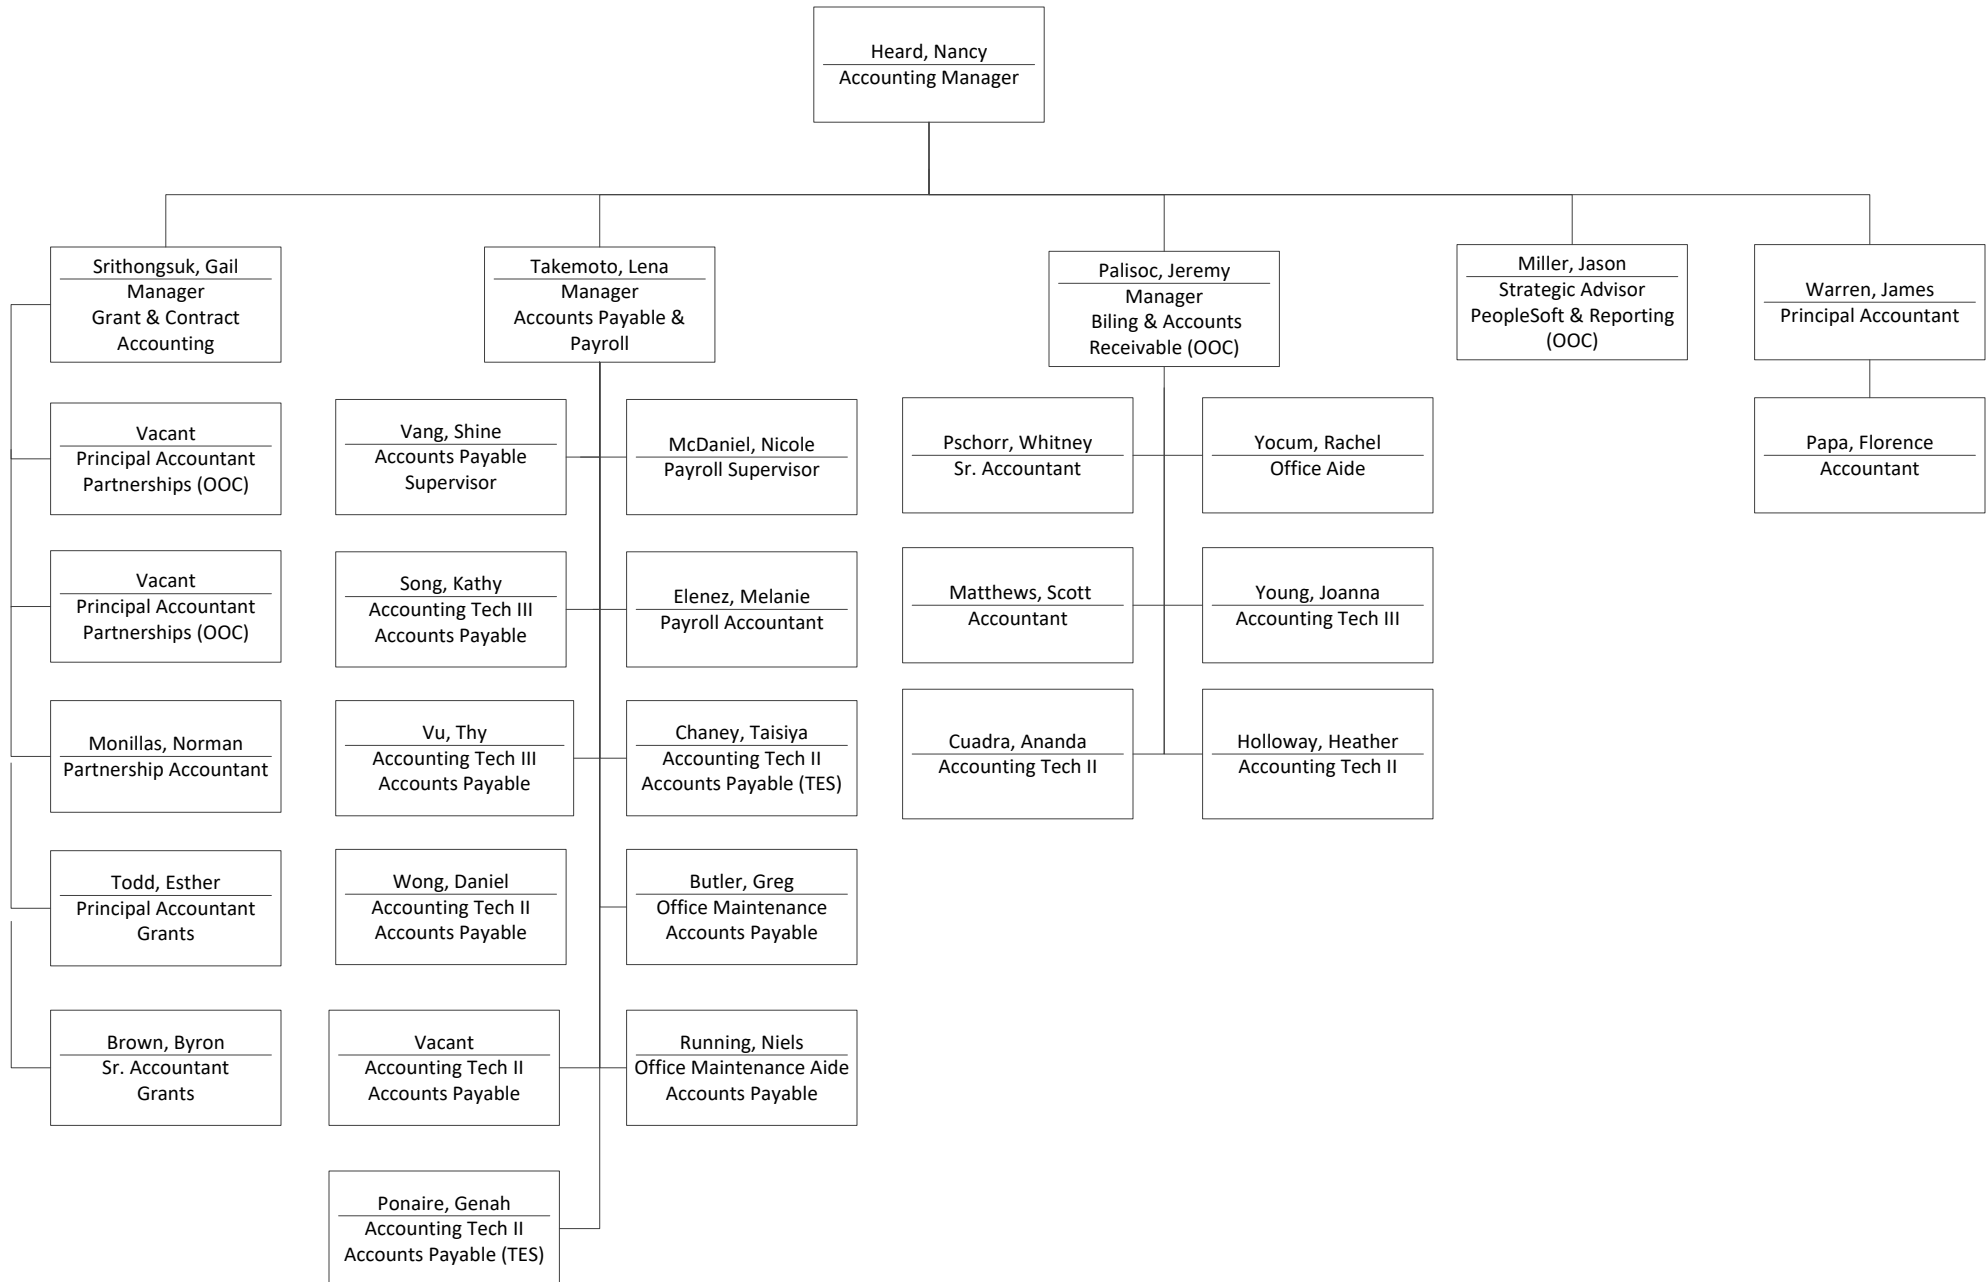 Heard, Nancy
Accounting Manager
Srithongsuk, Gail
Manager
Grant & Contract
Accounting
Vacant
Principal Accountant
Partnerships (OOC)
Vacant
Principal Accountant
Partnerships (OOC)
Monillas, Norman
Partnership Accountant
Todd, Esther
Principal Accountant
Grants
Brown, Byron
Sr. Accountant
Grants
Takemoto, Lena
Manager
Accounts Payable &
Payroll
Vang, Shine
Accounts Payable
Supervisor
McDaniel, Nicole
Payroll Supervisor
Song, Kathy
Accounting Tech III
Accounts Payable
Elenez, Melanie
Payroll Accountant
Vu, Thy
Accounting Tech III
Accounts Payable
Chaney, Taisiya
Accounting Tech II
Accounts Payable (TES)
Wong, Daniel
Accounting Tech II
Accounts Payable
Butler, Greg
Office Maintenance
Accounts Payable
Vacant
Accounting Tech II
Accounts Payable
Running, Niels
Office Maintenance Aide
Accounts Payable
Ponaire, Genah
Accounting Tech II
Accounts Payable (TES)
Palisoc, Jeremy
Manager
Biling & Accounts
Receivable (OOC)
Pschorr, Whitney
Sr. Accountant
Yocum, Rachel
Office Aide
Matthews, Scott
Accountant
Young, Joanna
Accounting Tech III
Cuadra, Ananda
Accounting Tech II
Holloway, Heather
Accounting Tech II
Miller, Jason
Strategic Advisor
PeopleSoft & Reporting
(OOC)
Warren, James
Principal Accountant
Papa, Florence
Accountant